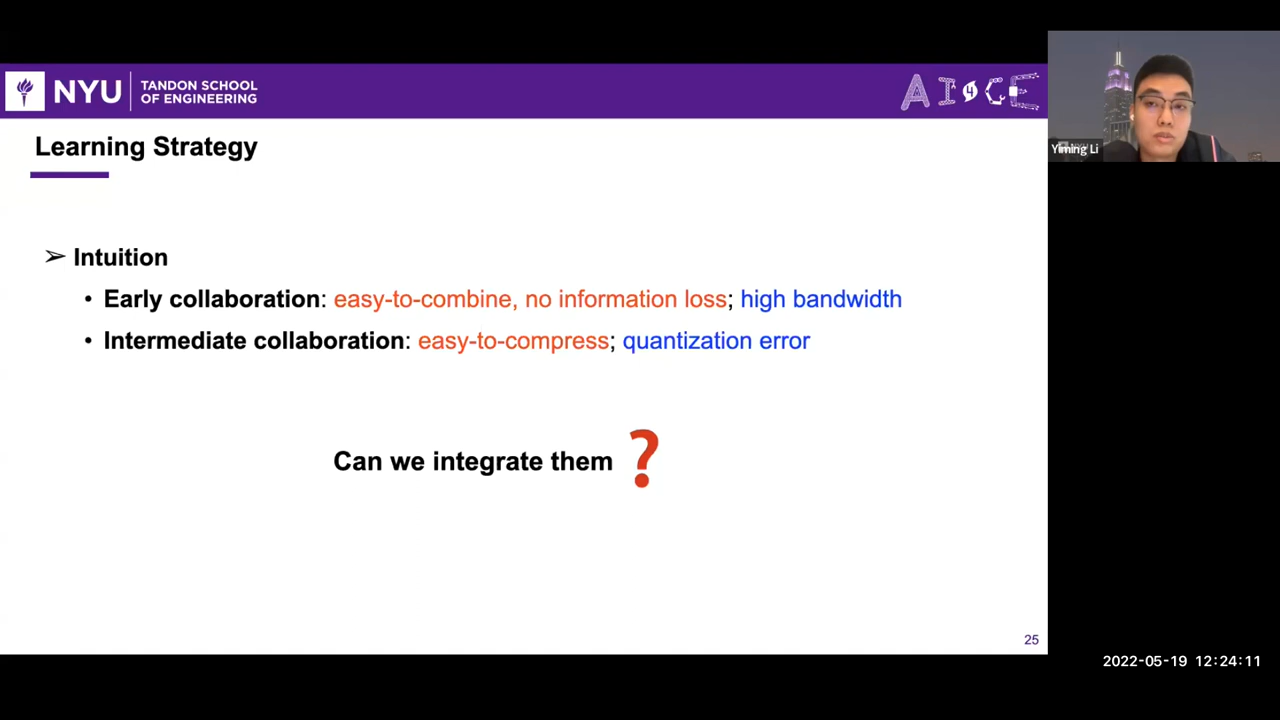 NYU TANDON SCHOOL
OF ENGINEERING
AI4CE
Learning Strategy
Yiming Li
➢ Intuition
• Early collaboration: easy-to-combine, no information loss; high bandwidth
• Intermediate collaboration: easy-to-compress; quantization error
Can we integrate them ?
25
2022-05-19 12:24:11